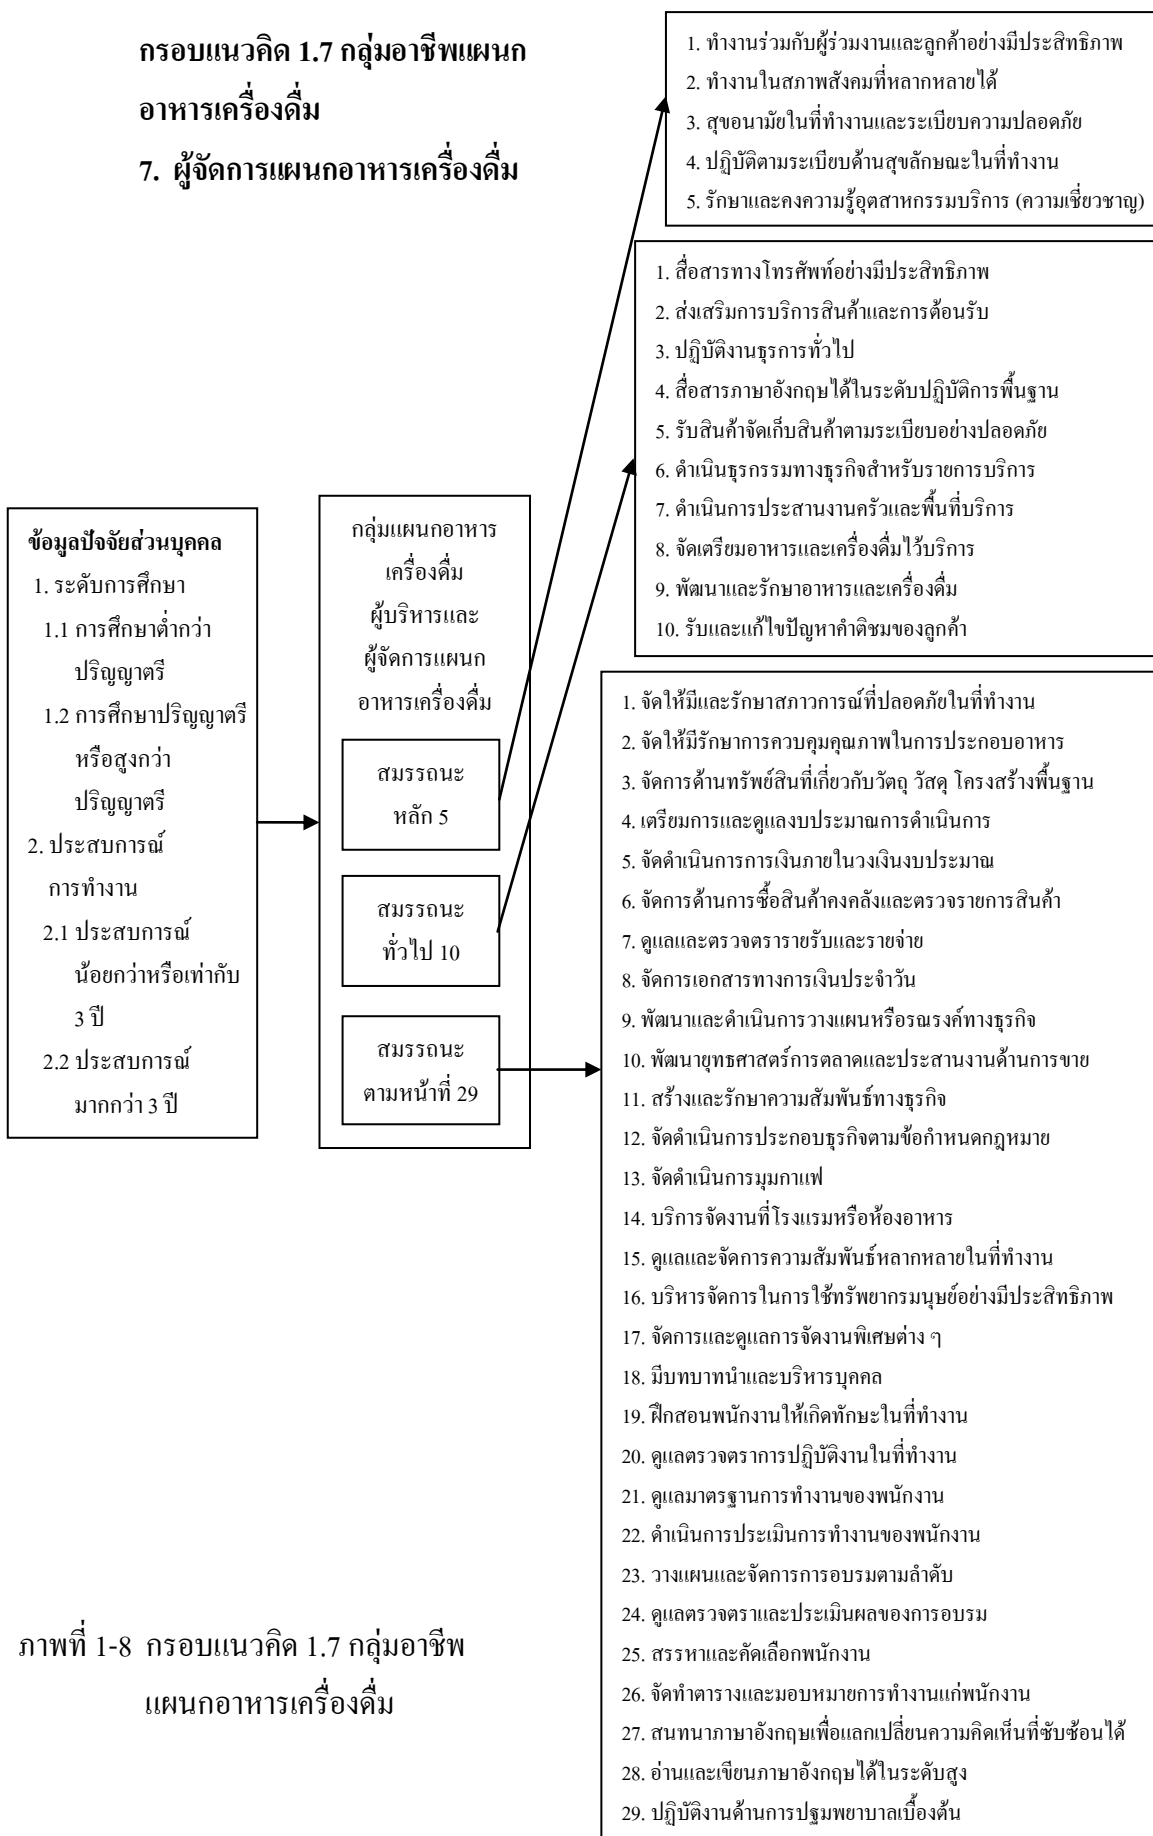 กรอบแนวคิด 1.7 กลุ่มอาชีพแผนก
อาหารเครื่องดื่ม
7. ผู้จัดการแผนกอาหารเครื่องดื่ม
1. ทำงานร่วมกับผู้ร่วมงานและลูกค้าอย่างมีประสิทธิภาพ
2. ทำงานในสภาพสังคมที่หลากหลายได้
3. สุขอนามัยในที่ทำงานและระเบียบความปลอดภัย
4. ปฏิบัติตามระเบียบด้านสุขลักษณะในที่ทำงาน
5. รักษาและคงความรู้อุตสาหกรรมบริการ (ความเชี่ยวชาญ)
1. สื่อสารทางโทรศัพท์อย่างมีประสิทธิภาพ
2. ส่งเสริมการบริการสินค้าและการต้อนรับ
3. ปฏิบัติงานธุรการทั่วไป
4. สื่อสารภาษาอังกฤษได้ในระดับปฏิบัติการพื้นฐาน
5. รับสินค้าจัดเก็บสินค้าตามระเบียบอย่างปลอดภัย
6. ดำเนินธุรกรรมทางธุรกิจสำหรับรายการบริการ
7. ดำเนินการประสานงานครัวและพื้นที่บริการ
8. จัดเตรียมอาหารและเครื่องดื่มไว้บริการ
9. พัฒนาและรักษาอาหารและเครื่องดื่ม
10. รับและแก้ไขปัญหาคำติชมของลูกค้า
ข้อมูลปัจจัยส่วนบุคคล
1. ระดับการศึกษา
1.1 การศึกษาต่ำกว่า
ปริญญาตรี
1.2 การศึกษาปริญญาตรี
หรือสูงกว่า
ปริญญาตรี
2. ประสบการณ์
การทำงาน
2.1 ประสบการณ์
น้อยกว่าหรือเท่ากับ
3 ปี
2.2 ประสบการณ์
มากกว่า 3 ปี
กลุ่มแผนกอาหาร
เครื่องดื่ม
ผู้บริหารและ
ผู้จัดการแผนก
อาหารเครื่องดื่ม
สมรรถนะ
หลัก 5
สมรรถนะ
ทั่วไป 10
สมรรถนะ
ตามหน้าที่ 29
1. จัดให้มีและรักษาสภาวการณ์ที่ปลอดภัยในที่ทำงาน
2. จัดให้มีรักษาการควบคุมคุณภาพในการประกอบอาหาร
3. จัดการด้านทรัพย์สินที่เกี่ยวกับวัตถุ วัสดุ โครงสร้างพื้นฐาน
4. เตรียมการและดูแลงบประมาณการดำเนินการ
5. จัดดำเนินการการเงินภายในวงเงินงบประมาณ
6. จัดการด้านการซื้อสินค้าคงคลังและตรวจรายการสินค้า
7. ดูแลและตรวจตรารายรับและรายจ่าย
8. จัดการเอกสารทางการเงินประจำวัน
9. พัฒนาและดำเนินการวางแผนหรือรณรงค์ทางธุรกิจ
10. พัฒนายุทธศาสตร์การตลาดและประสานงานด้านการขาย
11. สร้างและรักษาความสัมพันธ์ทางธุรกิจ
12. จัดดำเนินการประกอบธุรกิจตามข้อกำหนดกฎหมาย
13. จัดดำเนินการมุมกาแฟ
14. บริการจัดงานที่โรงแรมหรือห้องอาหาร
15. ดูแลและจัดการความสัมพันธ์หลากหลายในที่ทำงาน
16. บริหารจัดการในการใช้ทรัพยากรมนุษย์อย่างมีประสิทธิภาพ
17. จัดการและดูแลการจัดงานพิเศษต่าง ๆ
18. มีบทบาทนำและบริหารบุคคล
19. ฝึกสอนพนักงานให้เกิดทักษะในที่ทำงาน
20. ดูแลตรวจตราการปฏิบัติงานในที่ทำงาน
21. ดูแลมาตรฐานการทำงานของพนักงาน
22. ดำเนินการประเมินการทำงานของพนักงาน
23. วางแผนและจัดการการอบรมตามลำดับ
24. ดูแลตรวจตราและประเมินผลของการอบรม
25. สรรหาและคัดเลือกพนักงาน
26. จัดทำตารางและมอบหมายการทำงานแก่พนักงาน
27. สนทนาภาษาอังกฤษเพื่อแลกเปลี่ยนความคิดเห็นที่ซับซ้อนได้
28. อ่านและเขียนภาษาอังกฤษได้ในระดับสูง
29. ปฏิบัติงานด้านการปฐมพยาบาลเบื้องต้น
ภาพที่ 1-8 กรอบแนวคิด 1.7 กลุ่มอาชีพ
แผนกอาหารเครื่องดื่ม